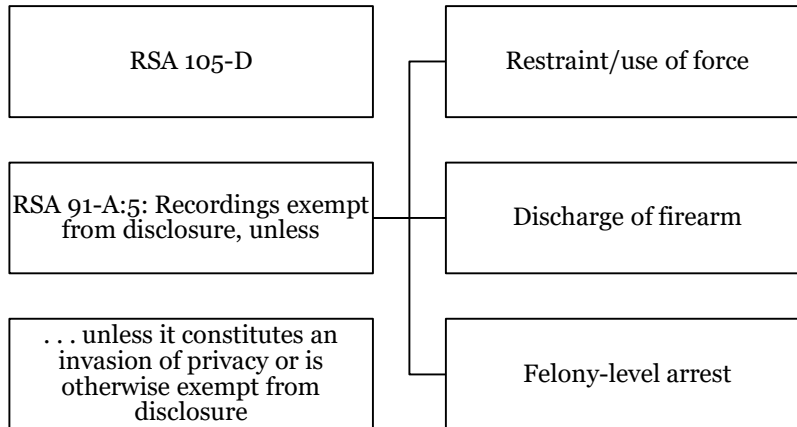 RSA 105-D
Restraint/use of force
RSA 91-A:5: Recordings exempt
from disclosure, unless
Discharge of firearm
. . . unless it constitutes an
invasion of privacy or is
otherwise exempt from
disclosure
Felony-level arrest